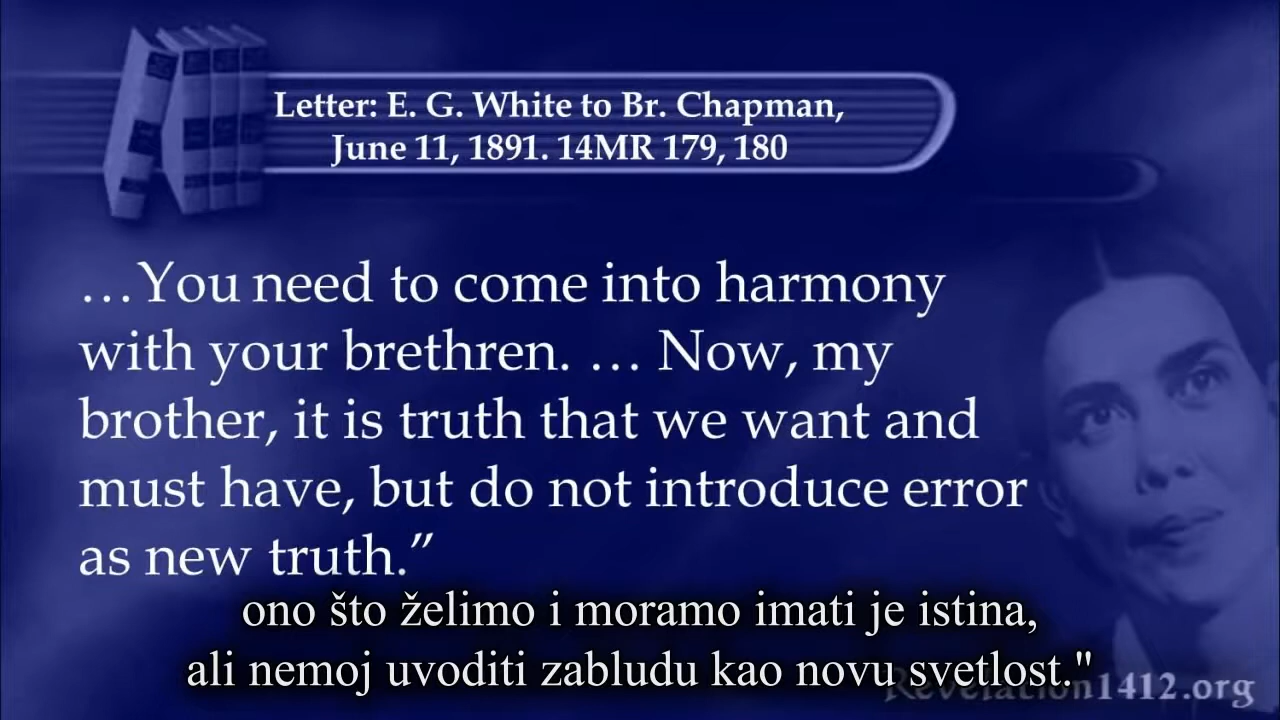 Letter: E. G. White to Br. Chapman,
June 11, 1891. 14MR 179, 180
…You need to come into harmony
with your brethren. … Now, my
brother, it is truth that we want and
must have, but do not introduce error
as new truth.”
ono što želimo i moramo imati je istina,
ali nemoj uvoditi zabludu kao novu svetlost."
Revelation1412.org